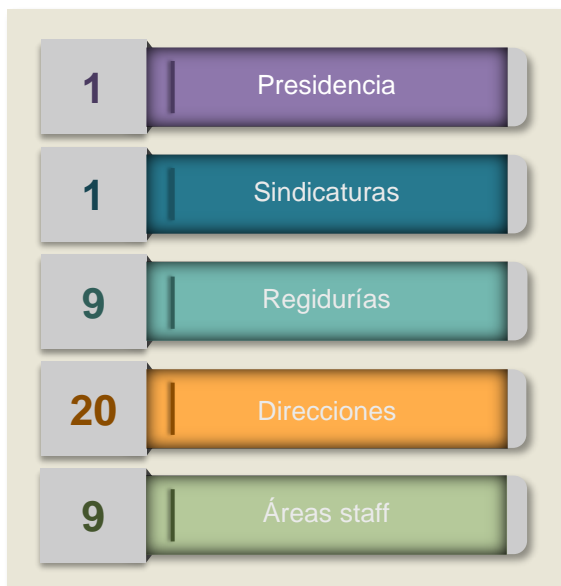 1 Presidencia
1 Sindicaturas
9 Regidurías
20 Direcciones
9 Áreas staff